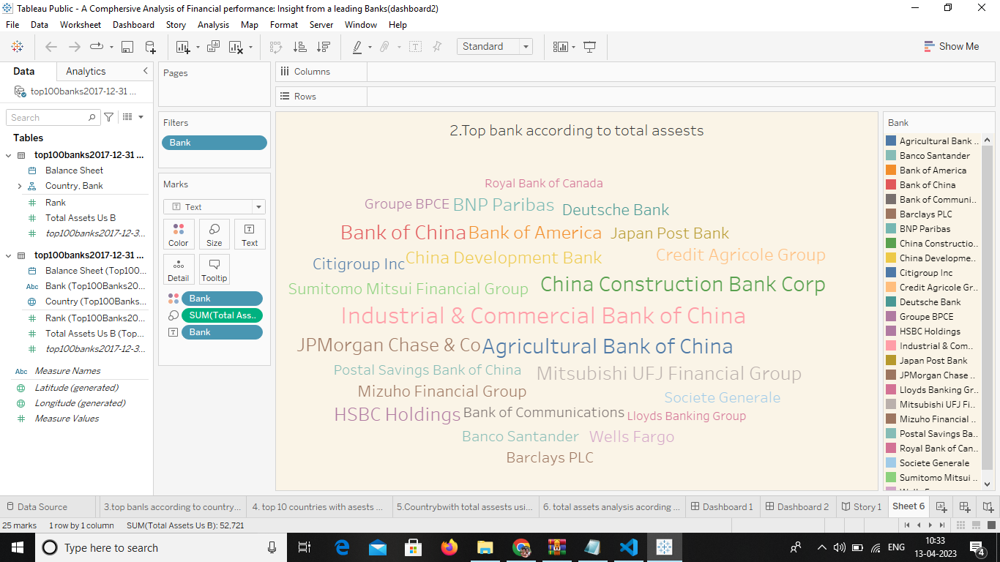 Tableau Public - A Comphersive Analysis of Financial performance: Insight from a leading Banks(dashboard2)
File Data Worksheet Dashboard Story Analysis Map Format Server Window Help
Standard
Show Me
Data Analytics
top100banks2017-12-31 ...
Search
Tables
top100banks2017-12-31 ...
Balance Sheet
Country, Bank
Rank
Total Assets Us B
top100banks2017-12-3...
top100banks2017-12-31 ...
Balance Sheet (Top100...
Abc Bank (Top100Banks20...
Country (Top100Banks...
Rank (Top100Banks20...
Total Assets Us B (Top...
top100banks2017-12-3...
Abc Measure Names
Latitude (generated)
Longitude (generated)
Measure Values
Pages
Filters
Bank
Marks
T Text
Color Size Text
Detail Tooltip
Bank
SUM(Total Ass..
Bank
Columns
Rows
2.Top bank according to total assests
Royal Bank of Canada
Groupe BPCE BNP Paribas Deutsche Bank
Bank of China Bank of America Japan Post Bank
Citigroup Inc China Development Bank Credit Agricole Group
Sumitomo Mitsui Financial Group China Construction Bank Corp
Industrial & Commercial Bank of China
JPMorgan Chase & Co Agricultural Bank of China
Postal Savings Bank of China Mitsubishi UFJ Financial Group
Mizuho Financial Group Societe Generale
HSBC Holdings Bank of Communications Lloyds Banking Group
Banco Santander Wells Fargo
Barclays PLC
Bank
Agricultural Bank ..
Banco Santander
Bank of America
Bank of China
Bank of Communi..
Barclays PLC
BNP Paribas
China Constructio..
China Developme..
Citigroup Inc
Credit Agricole Gr..
Deutsche Bank
Groupe BPCE
HSBC Holdings
Industrial & Com..
Japan Post Bank
JPMorgan Chase ..
Lloyds Banking Gr..
Mitsubishi UFJ Fi..
Mizuho Financial ..
Postal Savings Ba..
Royal Bank of Can..
Societe Generale
Sumitomo Mitsui ..
Data Source 3.top banls according to country... 4. top 10 countries with asests ... 5.Countrybwith total assests usi... 6. total assets analysis acording ... Dashboard 1 Dashboard 2 Story 1 Sheet 6
25 marks 1 row by 1 column SUM(Total Assets Us B): 52,721
Type here to search
ENG
10:33
13-04-2023
4